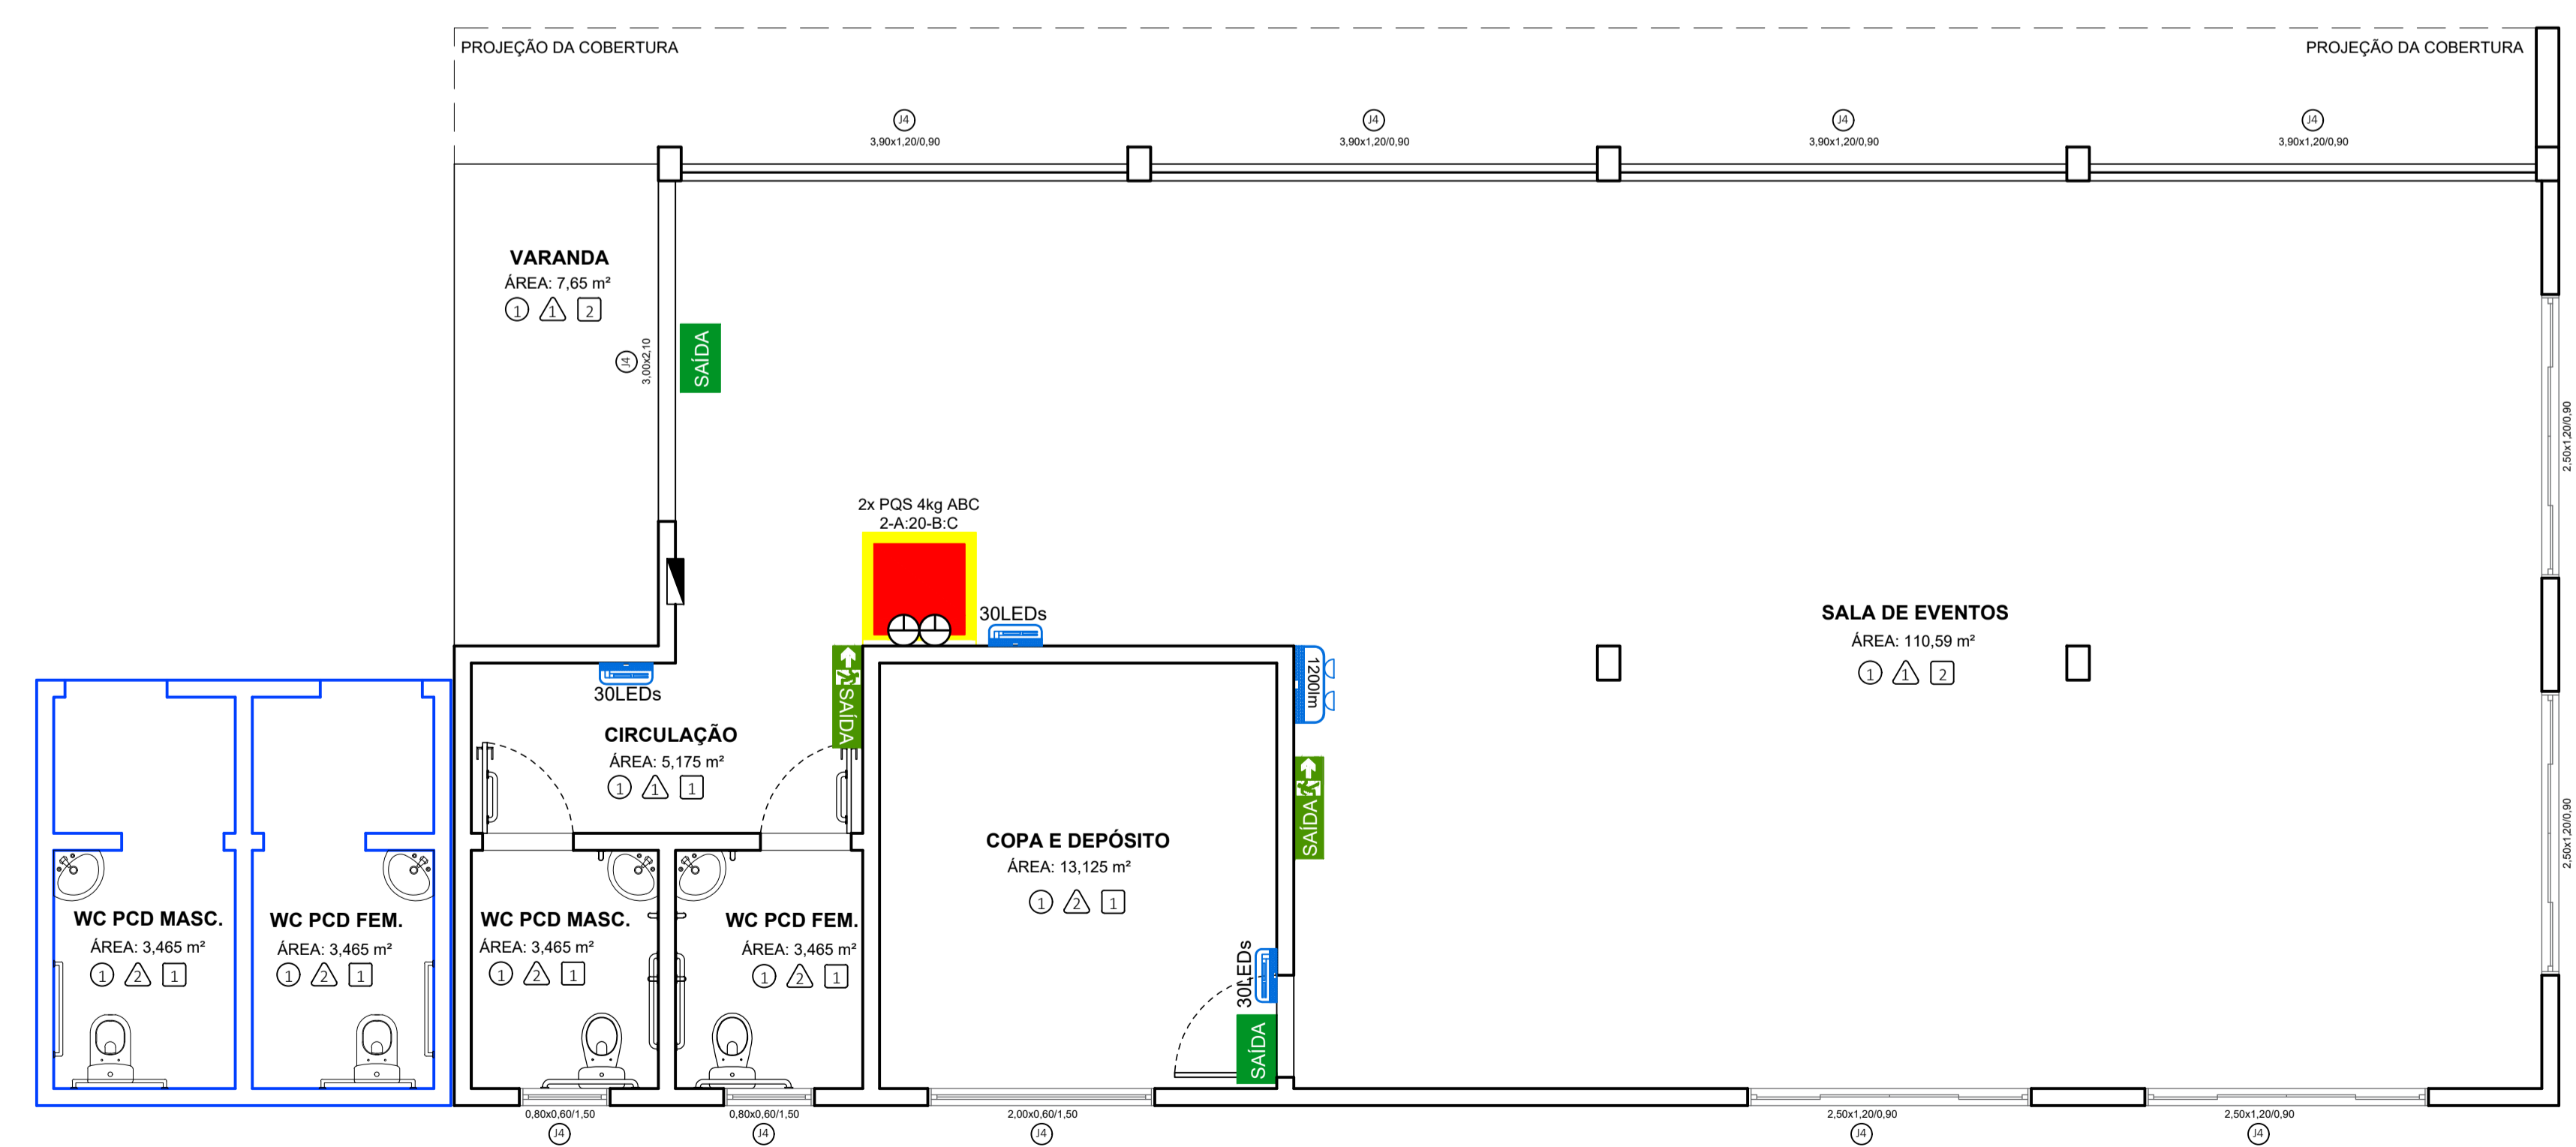 PROJEÇÃO DA COBERTURA
PROJEÇÃO DA COBERTURA
J4
3,90x1,20/0,90
J4
3,90x1,20/0,90
J4
3,90x1,20/0,90
J4
3,90x1,20/0,90
VARANDA
ÁREA: 7,65 m²
1 1 2
J4
3,00x2,10
SAÍDA
2,50x1,20/0,90
2x PQS 4kg ABC
2-A:20-B:C
30LEDs
SALA DE EVENTOS
ÁREA: 110,59 m²
1 1 2
30LEDs
SAÍDA
1200lm
CIRCULAÇÃO
ÁREA: 5,175 m²
1 1 1
SAÍDA
2,50x1,20/0,90
COPA E DEPÓSITO
ÁREA: 13,125 m²
1 2 1
WC PCD MASC.
ÁREA: 3,465 m²
1 2 1
WC PCD FEM.
ÁREA: 3,465 m²
1 2 1
WC PCD MASC.
ÁREA: 3,465 m²
1 2 1
WC PCD FEM.
ÁREA: 3,465 m²
1 2 1
30LEDs
SAÍDA
0,80x0,60/1,50
J4
0,80x0,60/1,50
J4
2,00x0,60/1,50
J4
2,50x1,20/0,90
J4
2,50x1,20/0,90
J4